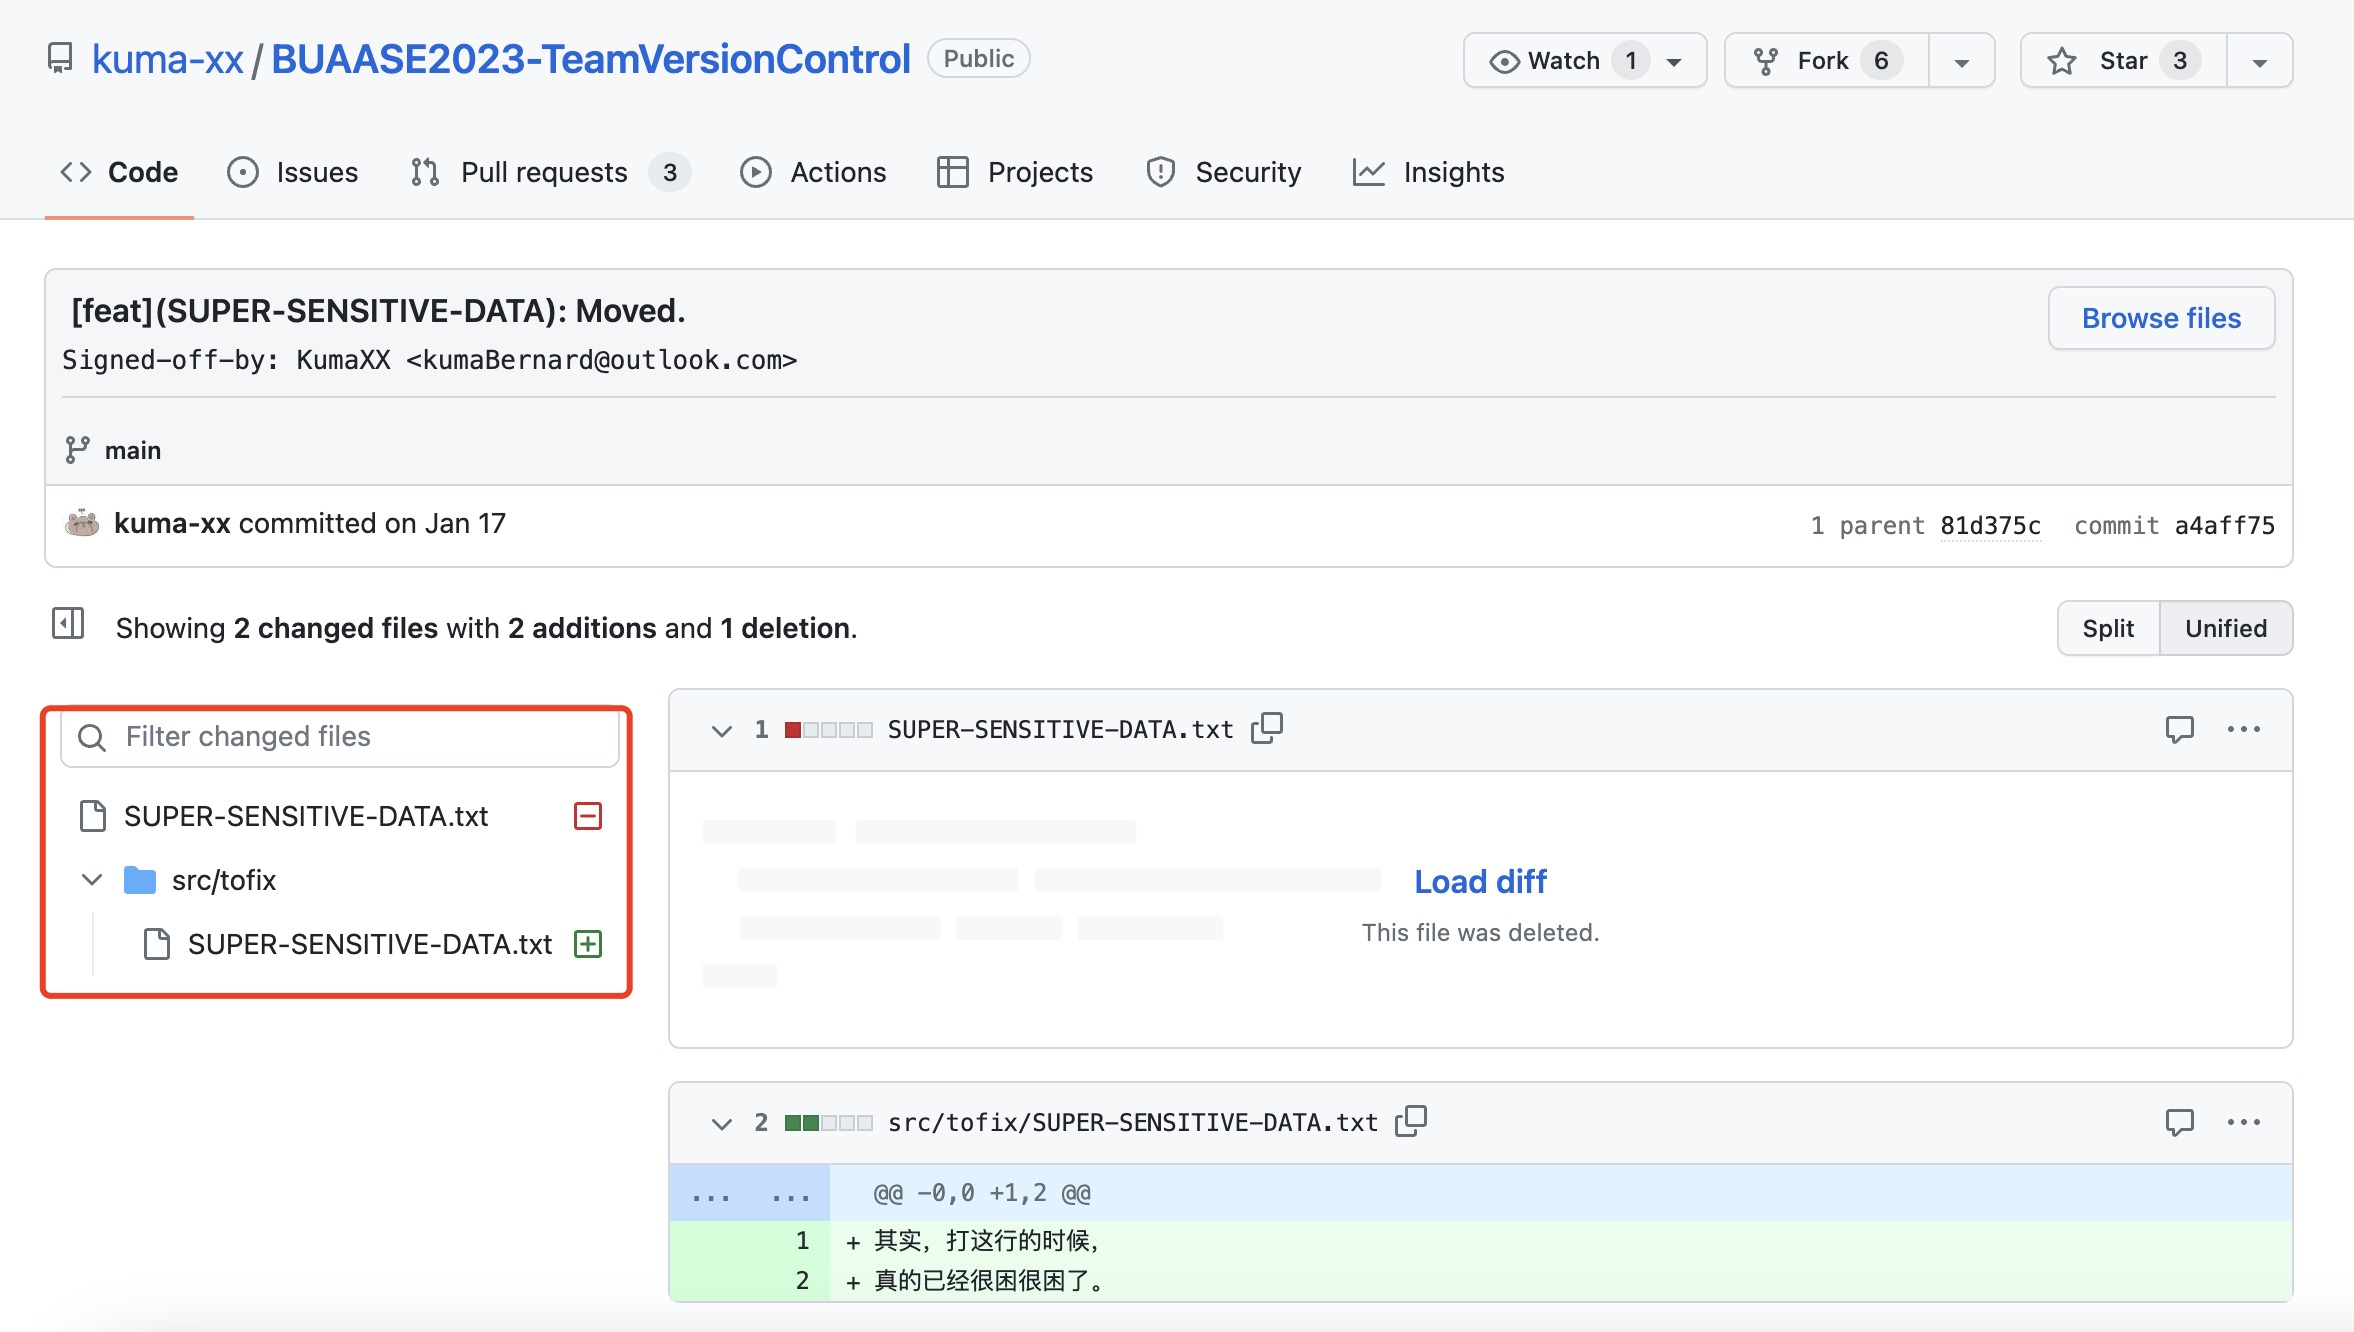 kuma-xx / BUAASE2023-TeamVersionControl Public
Watch 1 Fork 6 Star 3
Code Issues Pull requests 3 Actions Projects Security Insights
[feat](SUPER-SENSITIVE-DATA): Moved.
Browse files
Signed-off-by: KumaXX <kumaBernard@outlook.com>
main
kuma-xx committed on Jan 17
1 parent 81d375c commit a4aff75
Showing 2 changed files with 2 additions and 1 deletion.
Split Unified
Filter changed files
SUPER-SENSITIVE-DATA.txt
src/tofix
SUPER-SENSITIVE-DATA.txt
1 SUPER-SENSITIVE-DATA.txt
Load diff
This file was deleted.
2 src/tofix/SUPER-SENSITIVE-DATA.txt
... ... @@ -0,0 +1,2 @@
1 + 其实，打这行的时候，
2 + 真的已经很困很困了。